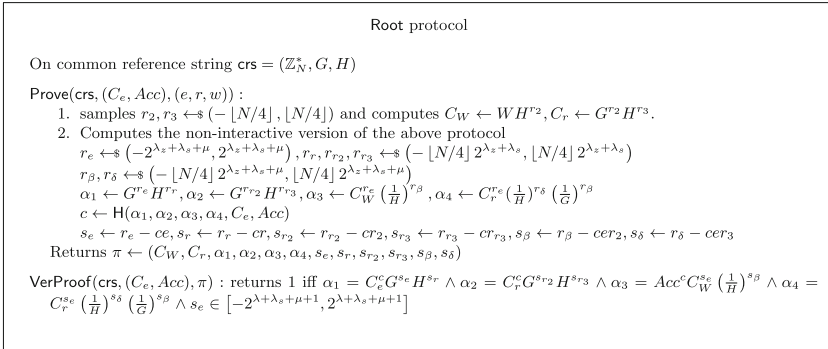 Root protocol
On common reference string crs = (ℤ*_N, G, H)
Prove(crs, (C_e, Acc), (e, r, w)) :
1. samples r_2, r_3 ←$ (−⌊N/4⌋, ⌊N/4⌋) and computes C_W ← WH^{r_2}, C_r ← G^{r_2}H^{r_3}.
2. Computes the non-interactive version of the above protocol
r_e ←$ (−2^{λ_z+λ_s+μ}, 2^{λ_z+λ_s+μ}), r_r, r_{r_2}, r_{r_3} ←$ (−⌊N/4⌋ 2^{λ_z+λ_s}, ⌊N/4⌋ 2^{λ_z+λ_s})
r_β, r_δ ←$ (−⌊N/4⌋ 2^{λ_z+λ_s+μ}, ⌊N/4⌋ 2^{λ_z+λ_s+μ})
α_1 ← G^{r_e}H^{r_r}, α_2 ← G^{r_{r_2}}H^{r_{r_3}}, α_3 ← C_W^{r_e} (1/H)^{r_β}, α_4 ← C_r^{r_e}(1/H)^{r_δ} (1/G)^{r_β}
c ← H(α_1, α_2, α_3, α_4, C_e, Acc)
s_e ← r_e − ce, s_r ← r_r − cr, s_{r_2} ← r_{r_2} − cr_2, s_{r_3} ← r_{r_3} − cr_3, s_β ← r_β − cer_2, s_δ ← r_δ − cer_3
Returns π ← (C_W, C_r, α_1, α_2, α_3, α_4, s_e, s_r, s_{r_2}, s_{r_3}, s_β, s_δ)
VerProof(crs, (C_e, Acc), π) : returns 1 iff α_1 = C_e^c G^{s_e} H^{s_r} ∧ α_2 = C_r^c G^{s_{r_2}} H^{s_{r_3}} ∧ α_3 = Acc^c C_W^{s_e} (1/H)^{s_β} ∧ α_4 =
C_r^{s_e} (1/H)^{s_δ} (1/G)^{s_β} ∧ s_e ∈ [−2^{λ+λ_s+μ+1}, 2^{λ+λ_s+μ+1}]